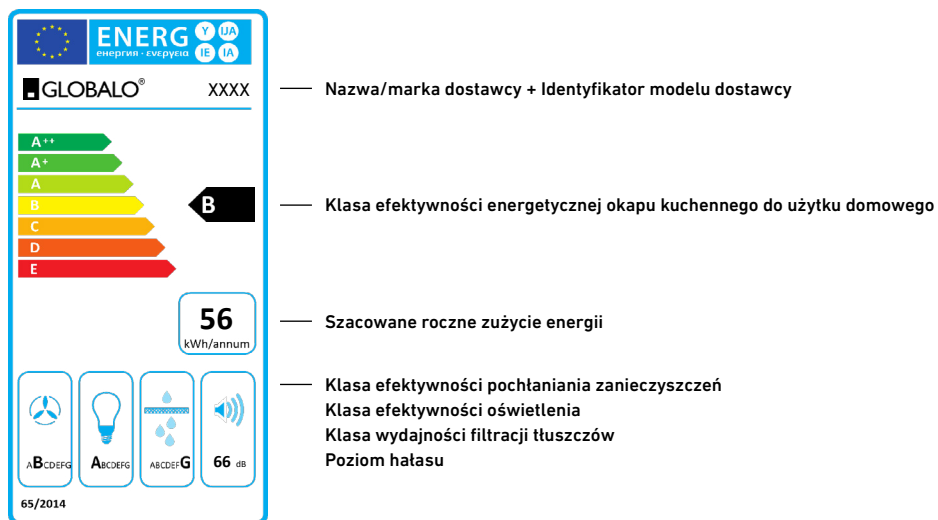 ENERG Y IJA
енергия · ενεργεια IE IA
GLOBALO® XXXX
Nazwa/marka dostawcy + Identyfikator modelu dostawcy
A++
A+
A
B
B
Klasa efektywności energetycznej okapu kuchennego do użytku domowego
C
D
E
56
kWh/annum
Szacowane roczne zużycie energii
Klasa efektywności pochłaniania zanieczyszczeń
Klasa efektywności oświetlenia
Klasa wydajności filtracji tłuszczów
Poziom hałasu
ABCDEFG
ABCDEFG
ABCDEFG
66 dB
65/2014